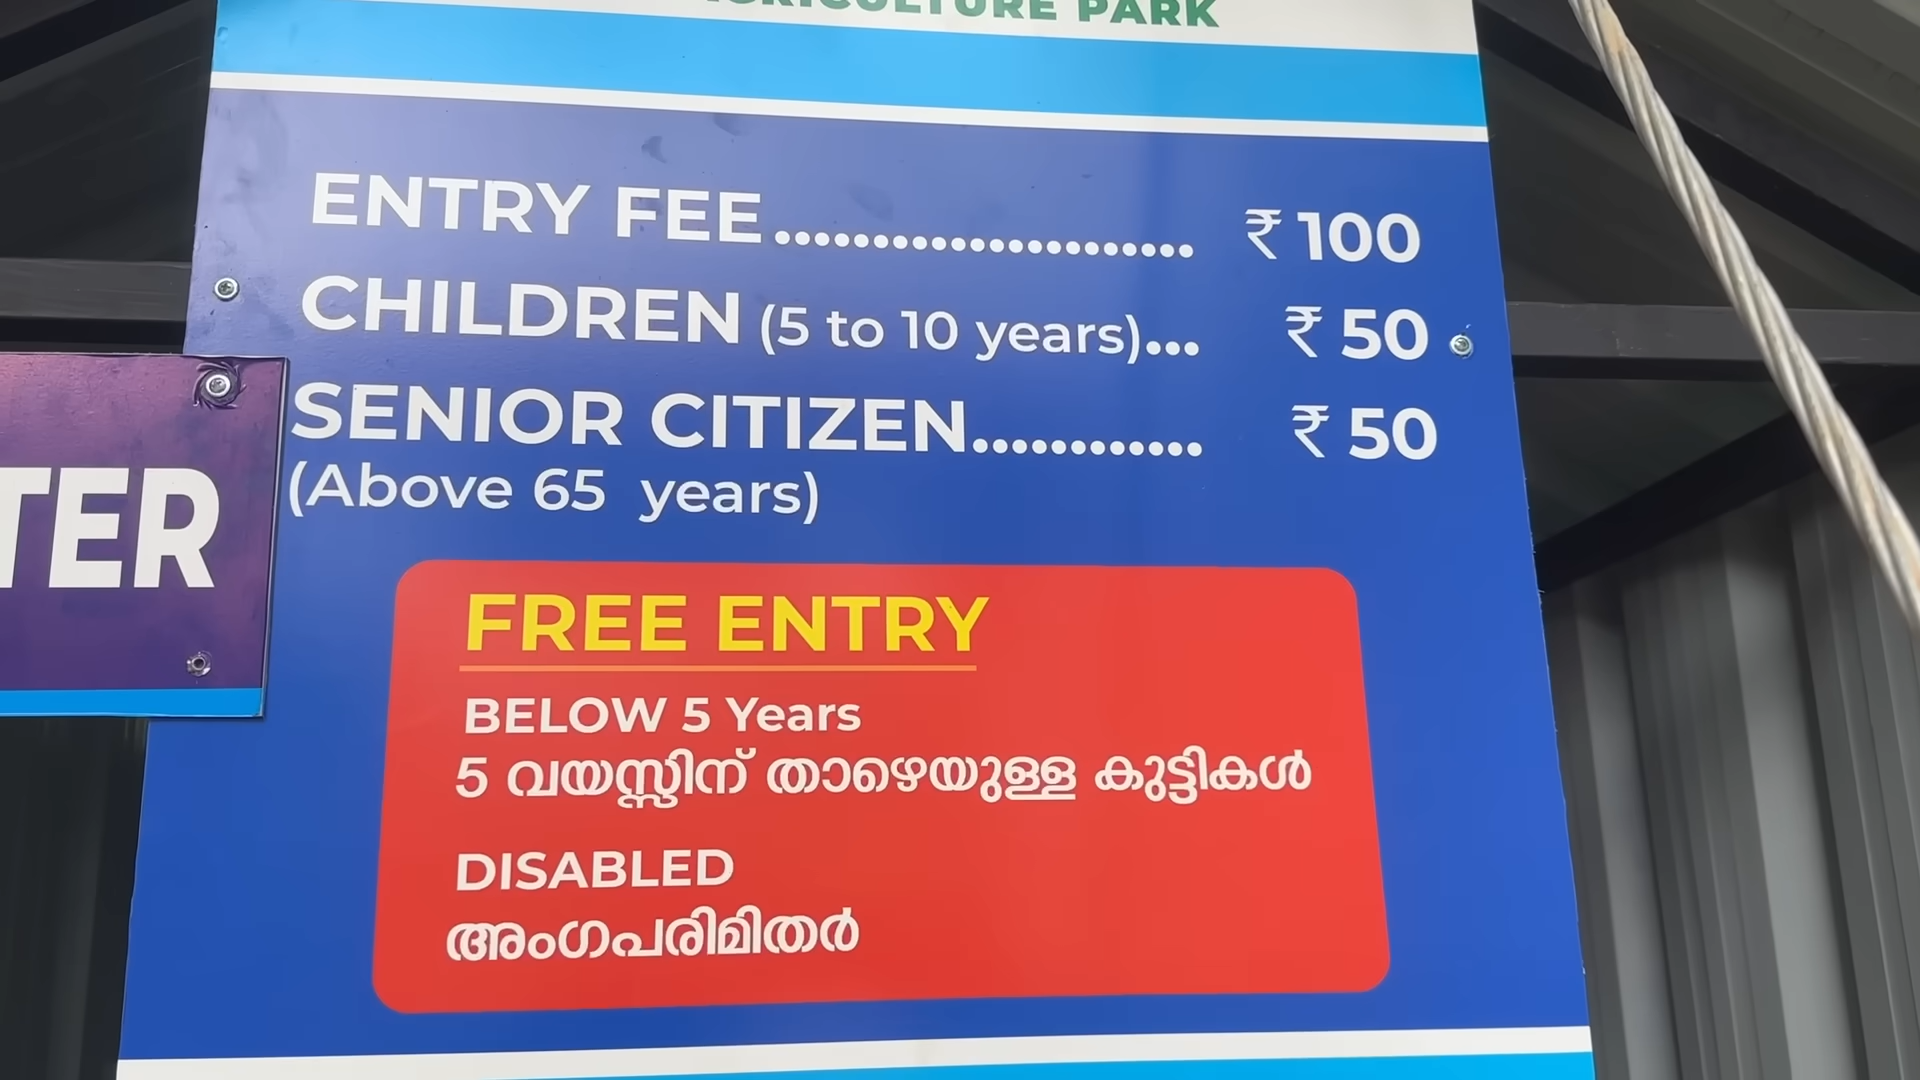 AGRICULTURE PARK
ENTRY FEE...................... ₹ 100
CHILDREN (5 to 10 years)... ₹ 50
SENIOR CITIZEN............ ₹ 50
(Above 65 years)
TER
FREE ENTRY
BELOW 5 Years
5 വയസ്സിന് താഴെയുള്ള കുട്ടികൾ
DISABLED
അംഗപരിമിതർ